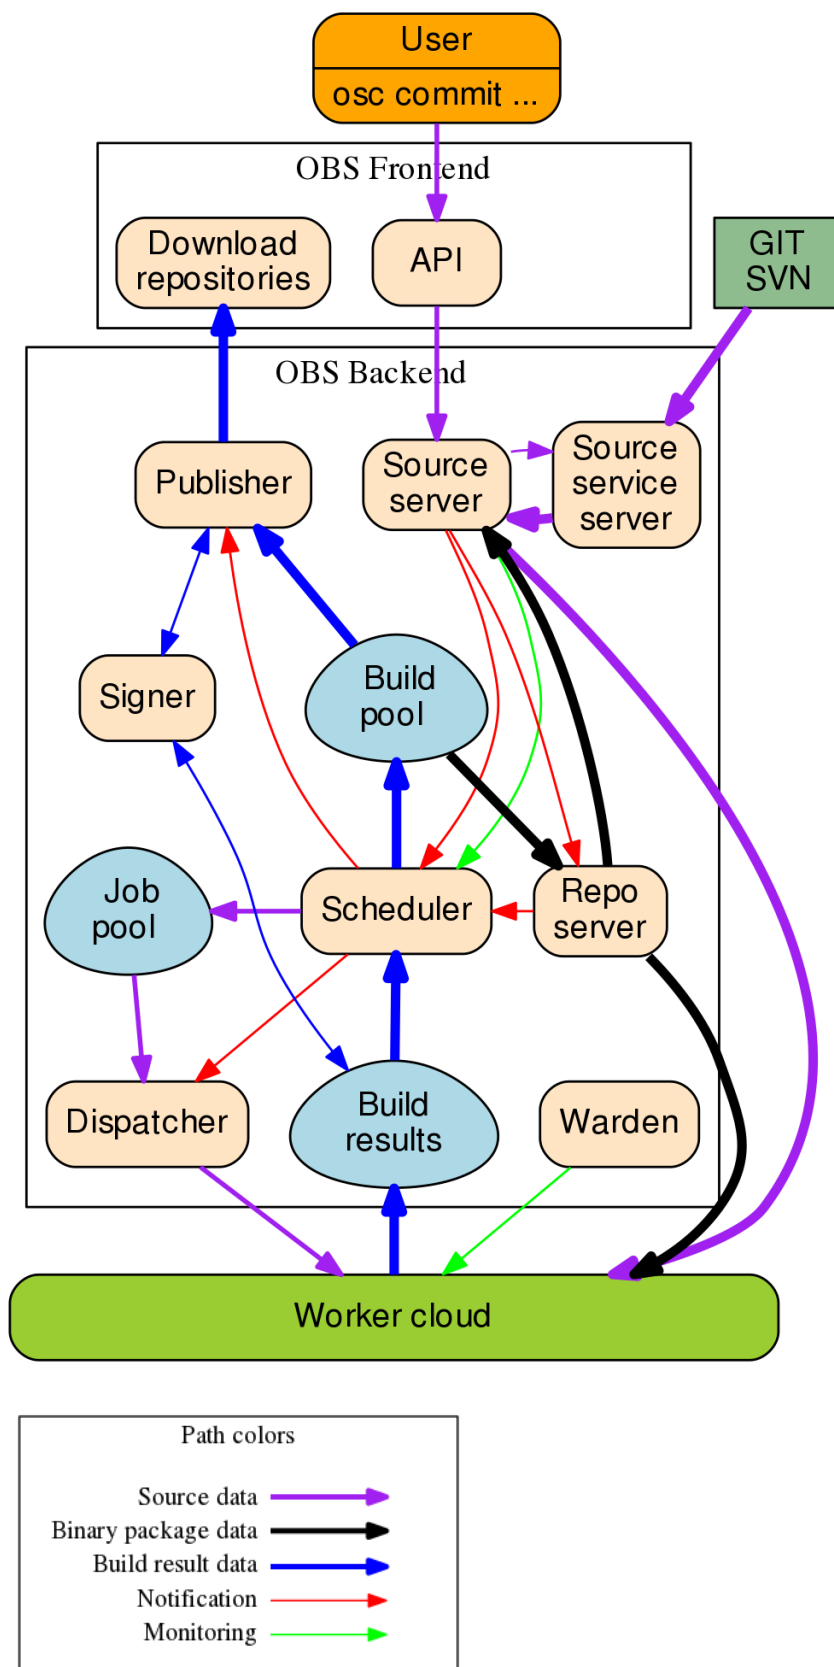 User
osc commit ...
OBS Frontend
Download
repositories
API
GIT
SVN
OBS Backend
Publisher
Source
server
Source
service
server
Signer
Build
pool
Job
pool
Scheduler
Repo
server
Dispatcher
Build
results
Warden
Worker cloud
Path colors
Source data
Binary package data
Build result data
Notification
Monitoring